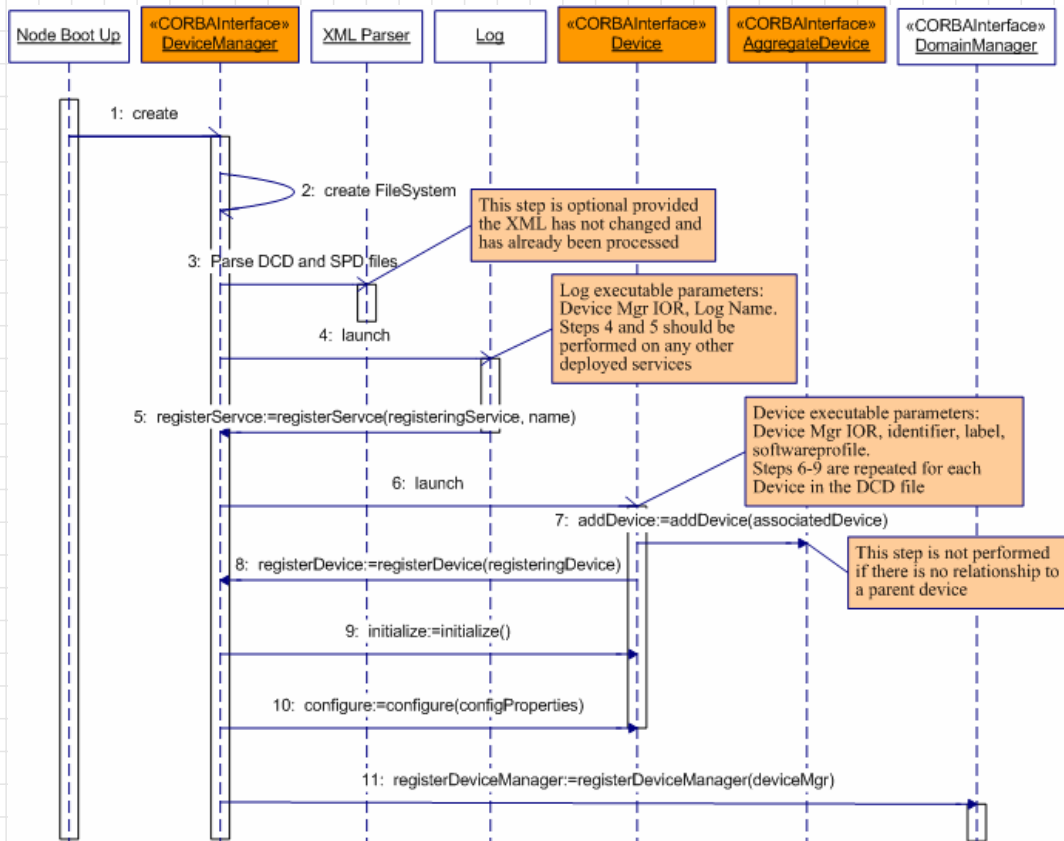 Node Boot Up
«CORBAInterface»
DeviceManager
XML Parser
Log
«CORBAInterface»
Device
«CORBAInterface»
AggregateDevice
«CORBAInterface»
DomainManager
1: create
2: create FileSystem
This step is optional provided
the XML has not changed and
has already been processed
3: Parse DCD and SPD files
Log executable parameters:
Device Mgr IOR, Log Name.
Steps 4 and 5 should be
performed on any other
deployed services
4: launch
5: registerServce:=registerServce(registeringService, name)
Device executable parameters:
Device Mgr IOR, identifier, label,
softwareprofile.
Steps 6-9 are repeated for each
Device in the DCD file
6: launch
7: addDevice:=addDevice(associatedDevice)
This step is not performed
if there is no relationship to
a parent device
8: registerDevice:=registerDevice(registeringDevice)
9: initialize:=initialize()
10: configure:=configure(configProperties)
11: registerDeviceManager:=registerDeviceManager(deviceMgr)